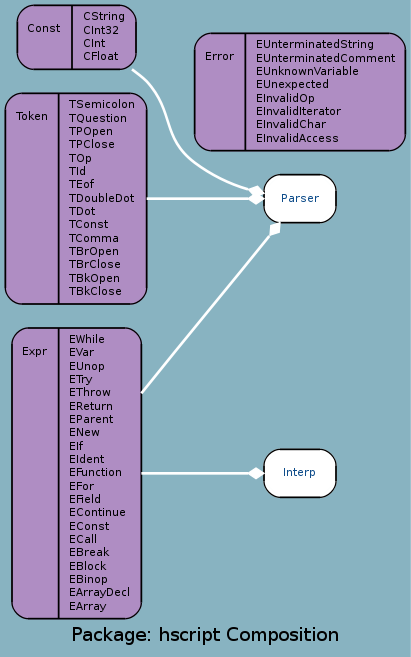 Const
CString
CInt32
CInt
CFloat
Error
EUnterminatedString
EUnterminatedComment
EUnknownVariable
EUnexpected
EInvalidOp
EInvalidIterator
EInvalidChar
EInvalidAccess
Token
TSemicolon
TQuestion
TPOpen
TPClose
TOp
TId
TEof
TDoubleDot
TDot
TConst
TComma
TBrOpen
TBrClose
TBkOpen
TBkClose
Parser
Expr
EWhile
EVar
EUnop
ETry
EThrow
EReturn
EParent
ENew
EIf
EIdent
EFunction
EFor
EField
EContinue
EConst
ECall
EBreak
EBlock
EBinop
EArrayDecl
EArray
Interp
Package: hscript Composition